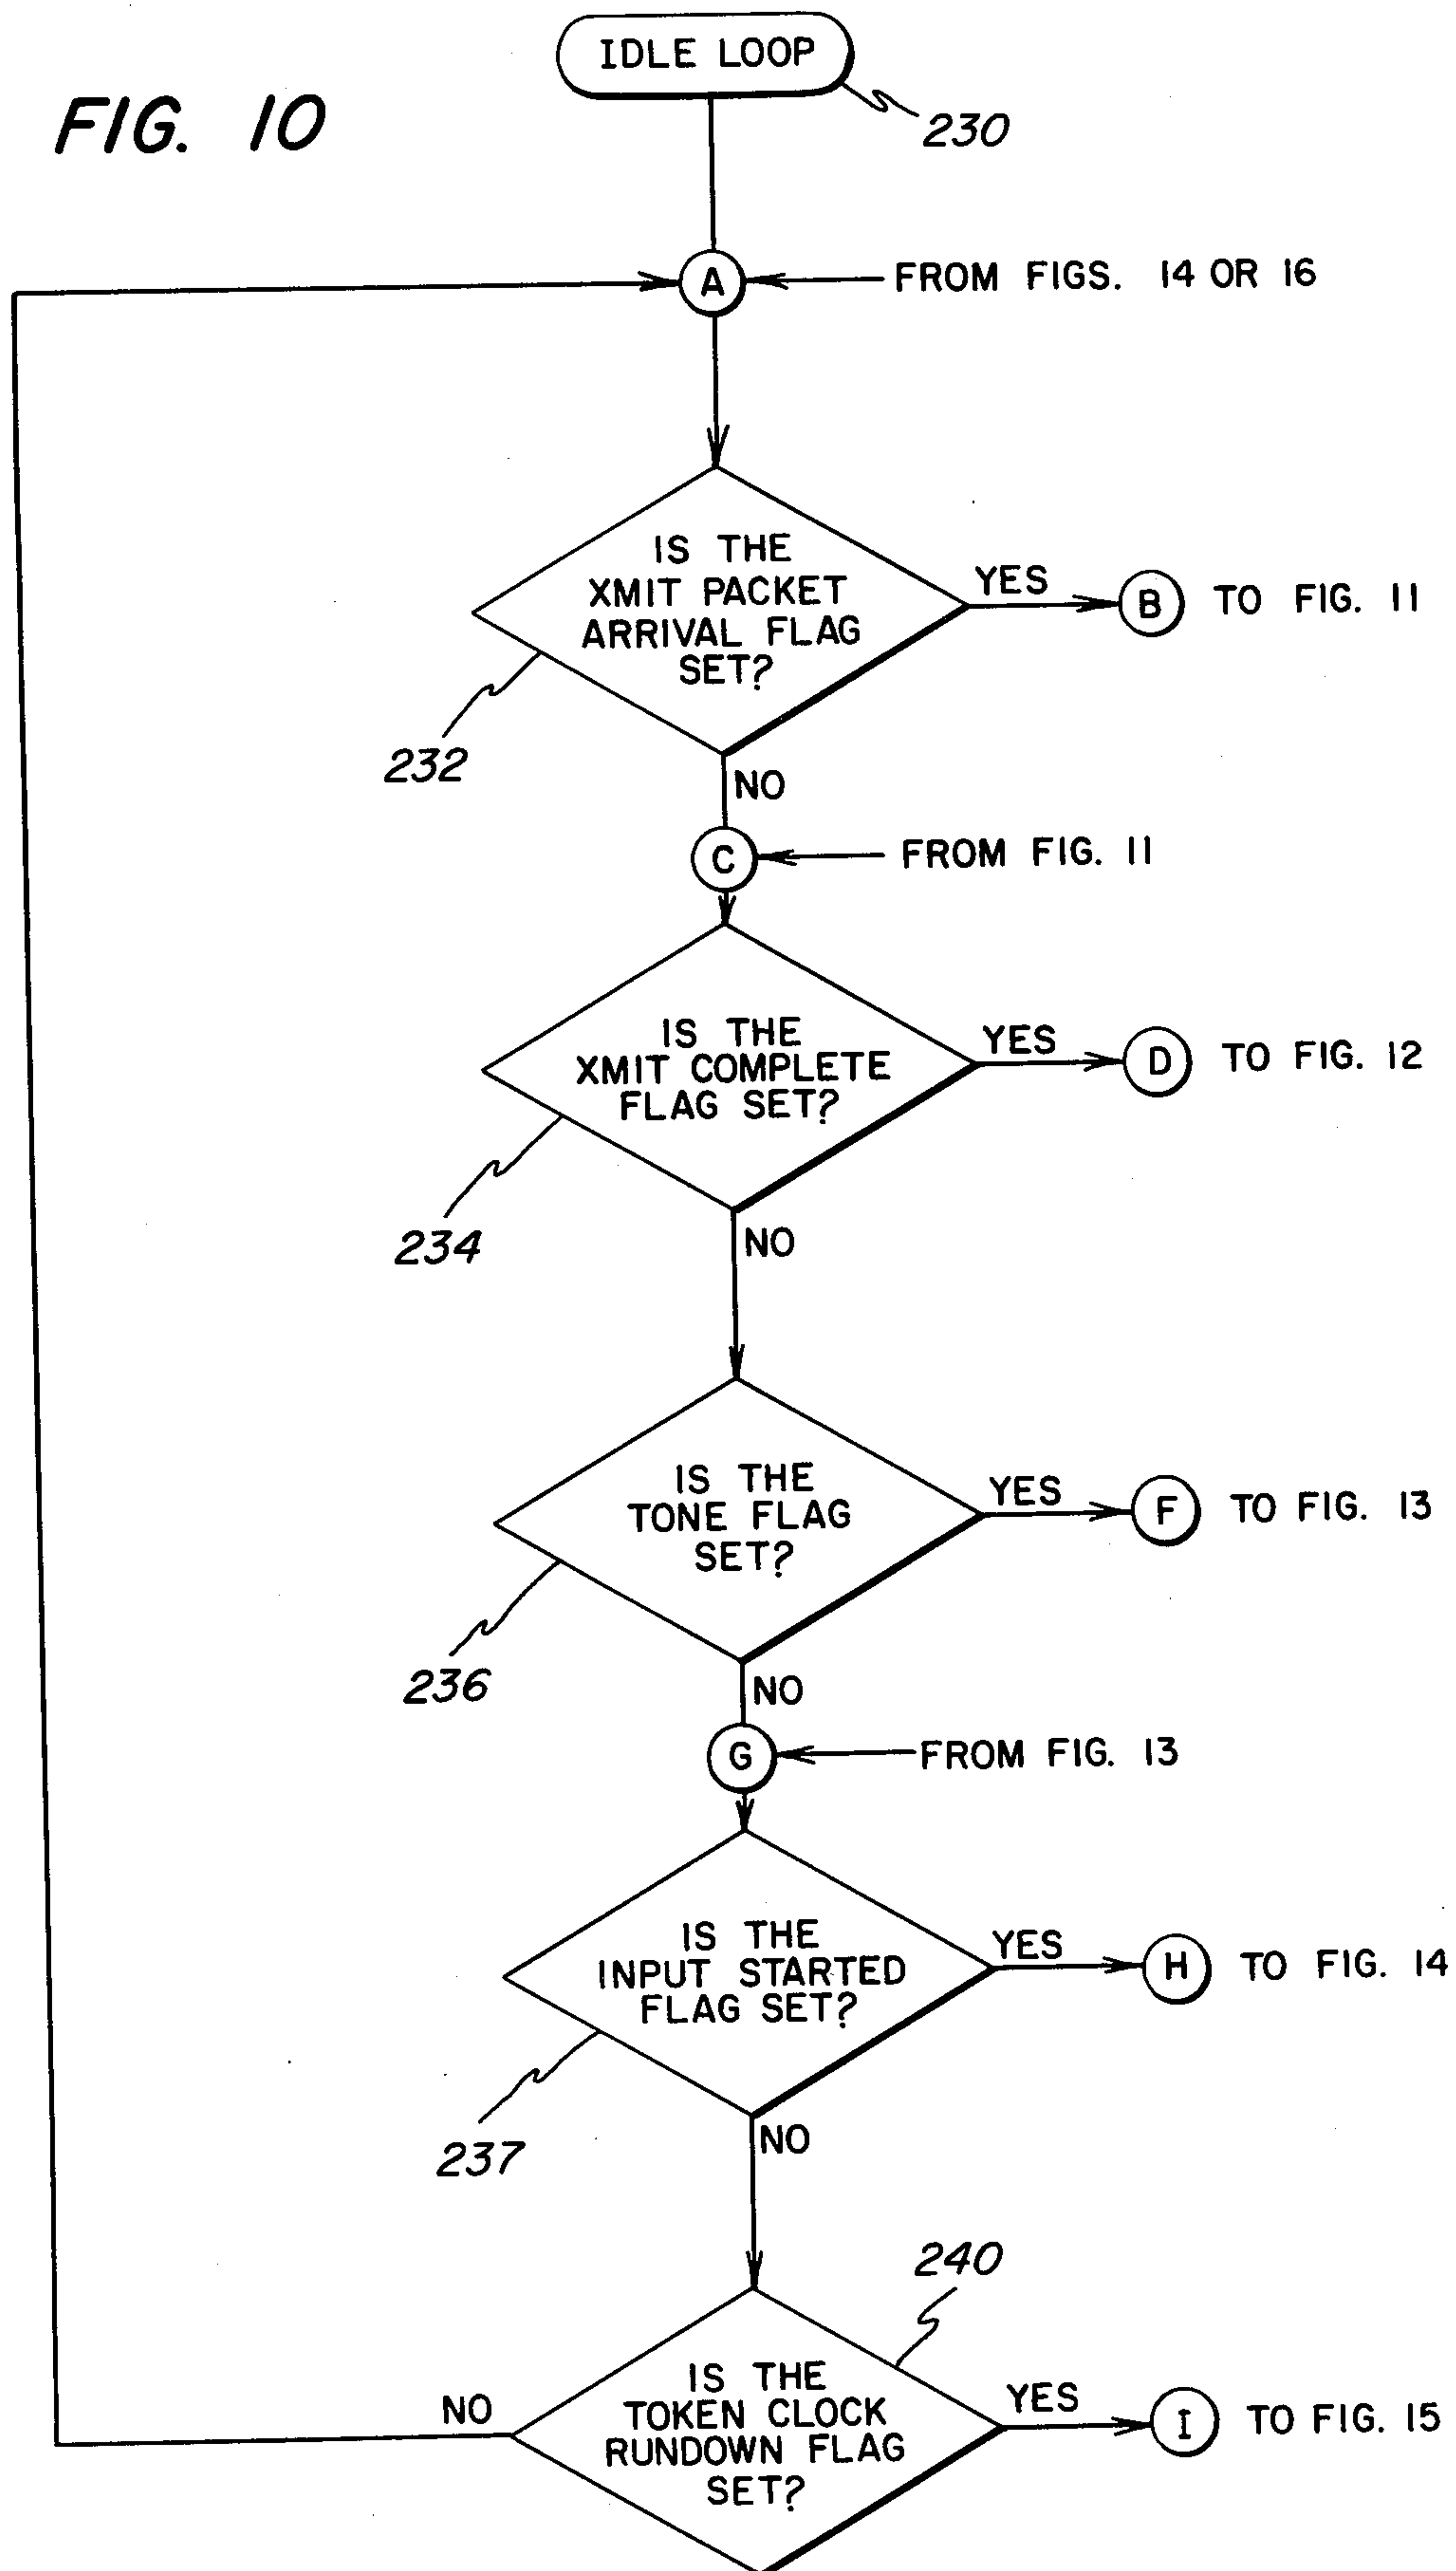 IDLE LOOP
FIG. 10
230
A
FROM FIGS. 14 OR 16
IS THE
XMIT PACKET
ARRIVAL FLAG
SET?
YES
B
TO FIG. 11
232
NO
C
FROM FIG. 11
IS THE
XMIT COMPLETE
FLAG SET?
YES
D
TO FIG. 12
234
NO
IS THE
TONE FLAG
SET?
YES
F
TO FIG. 13
236
NO
G
FROM FIG. 13
IS THE
INPUT STARTED
FLAG SET?
YES
H
TO FIG. 14
237
NO
240
IS THE
TOKEN CLOCK
RUNDOWN FLAG
SET?
NO
YES
I
TO FIG. 15